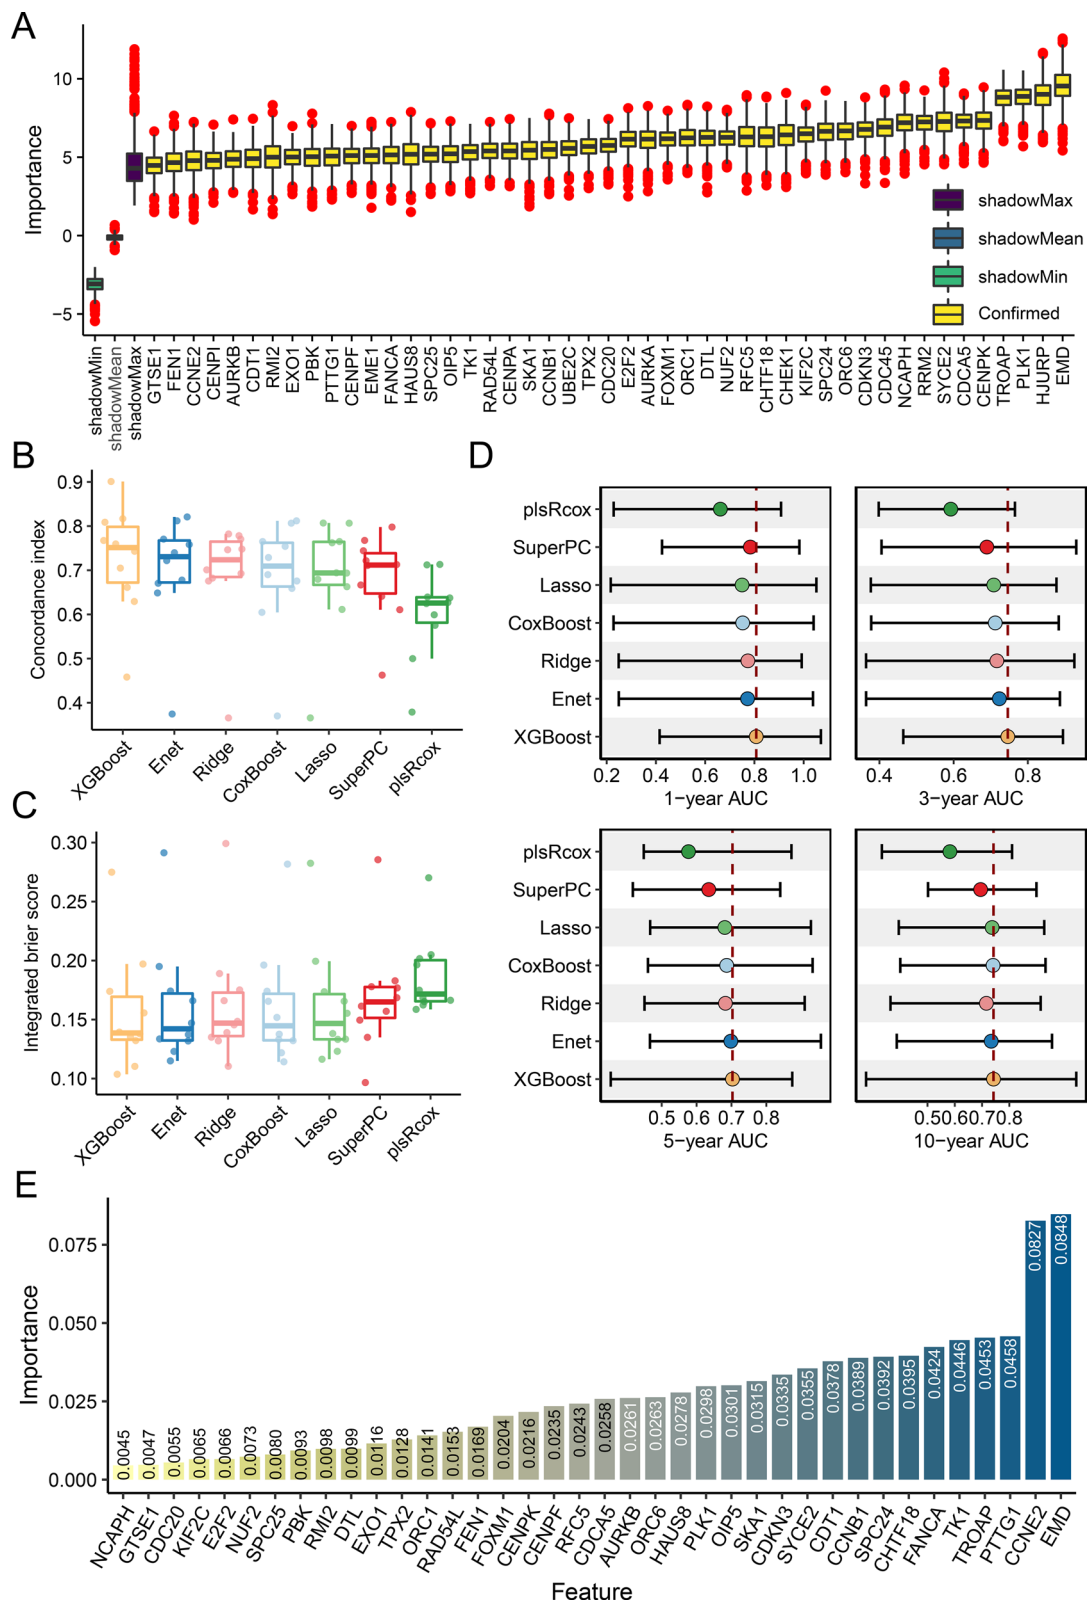 A
Importance
10
5
0
−5
shadowMax
shadowMean
shadowMin
Confirmed
shadowMin
shadowMean
shadowMax
GTSE1
FEN1
CCNE2
CENPI
AURKB
CDT1
RMI2
EXO1
PBK
PTTG1
CENPF
EME1
FANCA
HAUS8
SPC25
OIP5
TK1
RAD54L
CENPA
SKA1
CCNB1
UBE2C
TPX2
CDC20
E2F2
AURKA
FOXM1
ORC1
DTL
NUF2
RFC5
CHTF18
CHEK1
KIF2C
SPC24
ORC6
CDKN3
CDC45
NCAPH
RRM2
SYCE2
CDCA5
CENPK
TROAP
PLK1
HJURP
EMD
B
Concordance index
0.9
0.8
0.7
0.6
0.5
0.4
XGBoost
Enet
Ridge
CoxBoost
Lasso
SuperPC
plsRcox
C
Integrated brier score
0.30
0.25
0.20
0.15
0.10
XGBoost
Enet
Ridge
CoxBoost
Lasso
SuperPC
plsRcox
D
plsRcox
SuperPC
Lasso
CoxBoost
Ridge
Enet
XGBoost
0.2 0.4 0.6 0.8 1.0
1−year AUC
0.4 0.6 0.8
3−year AUC
plsRcox
SuperPC
Lasso
CoxBoost
Ridge
Enet
XGBoost
0.5 0.6 0.7 0.8
5−year AUC
0.50.60.70.8
10−year AUC
E
Importance
0.075
0.050
0.025
0.000
0.0045
0.0047
0.0055
0.0065
0.0066
0.0073
0.0080
0.0093
0.0098
0.0099
0.0116
0.0128
0.0141
0.0153
0.0169
0.0204
0.0216
0.0235
0.0243
0.0258
0.0261
0.0263
0.0278
0.0298
0.0301
0.0315
0.0335
0.0355
0.0378
0.0389
0.0392
0.0395
0.0424
0.0446
0.0453
0.0458
0.0827
0.0848
NCAPH
GTSE1
CDC20
KIF2C
E2F2
NUF2
SPC25
PBK
RMI2
DTL
EXO1
TPX2
ORC1
RAD54L
FEN1
FOXM1
CENPK
CENPF
RFC5
CDCA5
AURKB
ORC6
HAUS8
PLK1
OIP5
SKA1
CDKN3
SYCE2
CDT1
CCNB1
SPC24
CHTF18
FANCA
TK1
TROAP
PTTG1
CCNE2
EMD
Feature